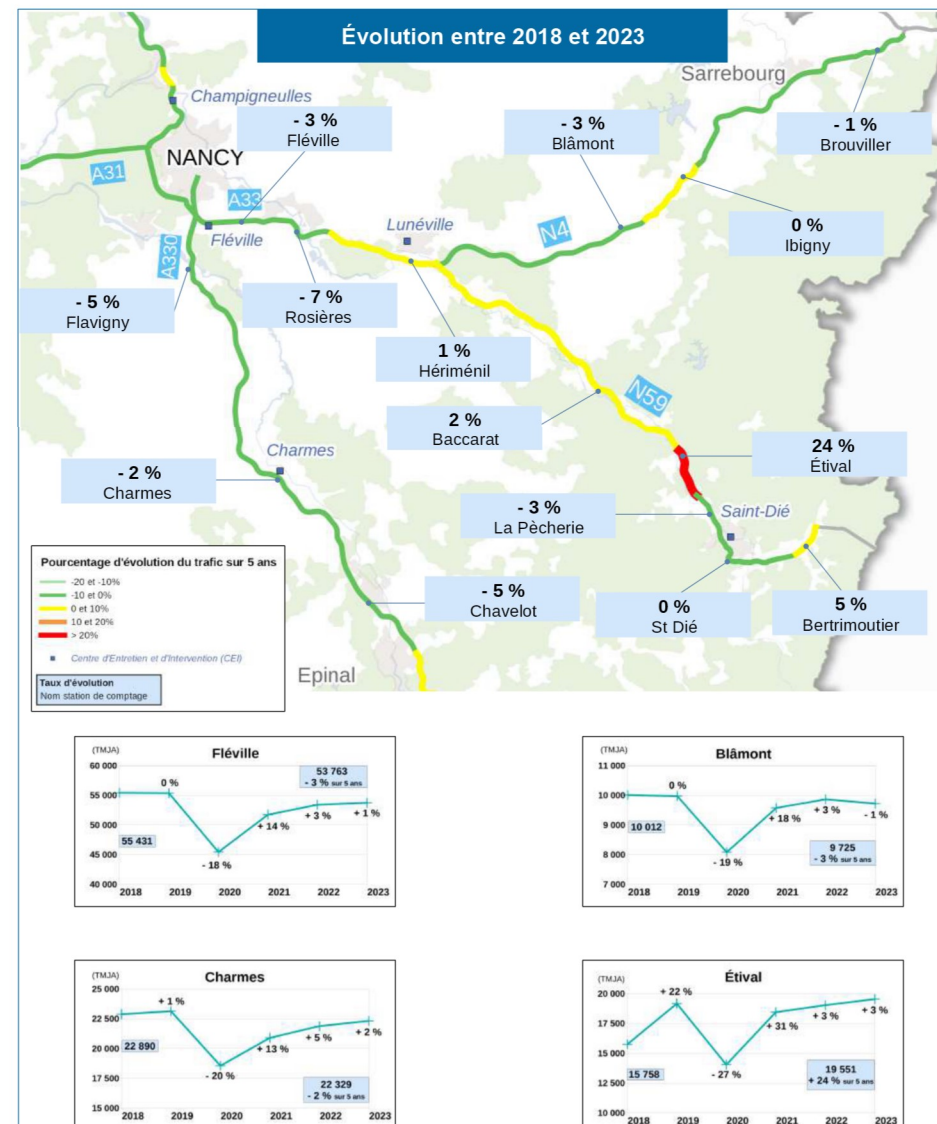 Évolution entre 2018 et 2023
Sarrebourg
Champigneulles
- 3 %
Fléville
- 3 %
Blâmont
- 1 %
Brouviller
NANCY
A31
A33
Lunéville
N4
0 %
Ibigny
Fléville
A330
- 5 %
Flavigny
- 7 %
Rosières
1 %
Hériménil
N59
2 %
Baccarat
24 %
Étival
Charmes
- 2 %
Charmes
- 3 %
La Pècherie
Saint-Dié
Pourcentage d'évolution du trafic sur 5 ans
-20 et -10%
-10 et 0%
0 et 10%
10 et 20%
> 20%
Centre d'Entretien et d'Intervention (CEI)
Taux d'évolution
Nom station de comptage
- 5 %
Chavelot
0 %
St Dié
5 %
Bertrimoutier
Epinal
(TMJA)
Fléville
60 000
55 000
50 000
45 000
40 000
0 %
53 763
- 3 % sur 5 ans
+ 14 %
+ 3 %
+ 1 %
55 431
- 18 %
2018 2019 2020 2021 2022 2023
(TMJA)
Blâmont
11 000
10 000
9 000
8 000
7 000
0 %
10 012
+ 18 %
+ 3 %
- 1 %
- 19 %
9 725
- 3 % sur 5 ans
2018 2019 2020 2021 2022 2023
(TMJA)
Charmes
25 000
22 500
20 000
17 500
15 000
+ 1 %
22 890
+ 13 %
+ 5 %
+ 2 %
- 20 %
22 329
- 2 % sur 5 ans
2018 2019 2020 2021 2022 2023
(TMJA)
Étival
20 000
17 500
15 000
12 500
10 000
+ 22 %
+ 31 %
+ 3 %
+ 3 %
15 758
- 27 %
19 551
+ 24 % sur 5 ans
2018 2019 2020 2021 2022 2023